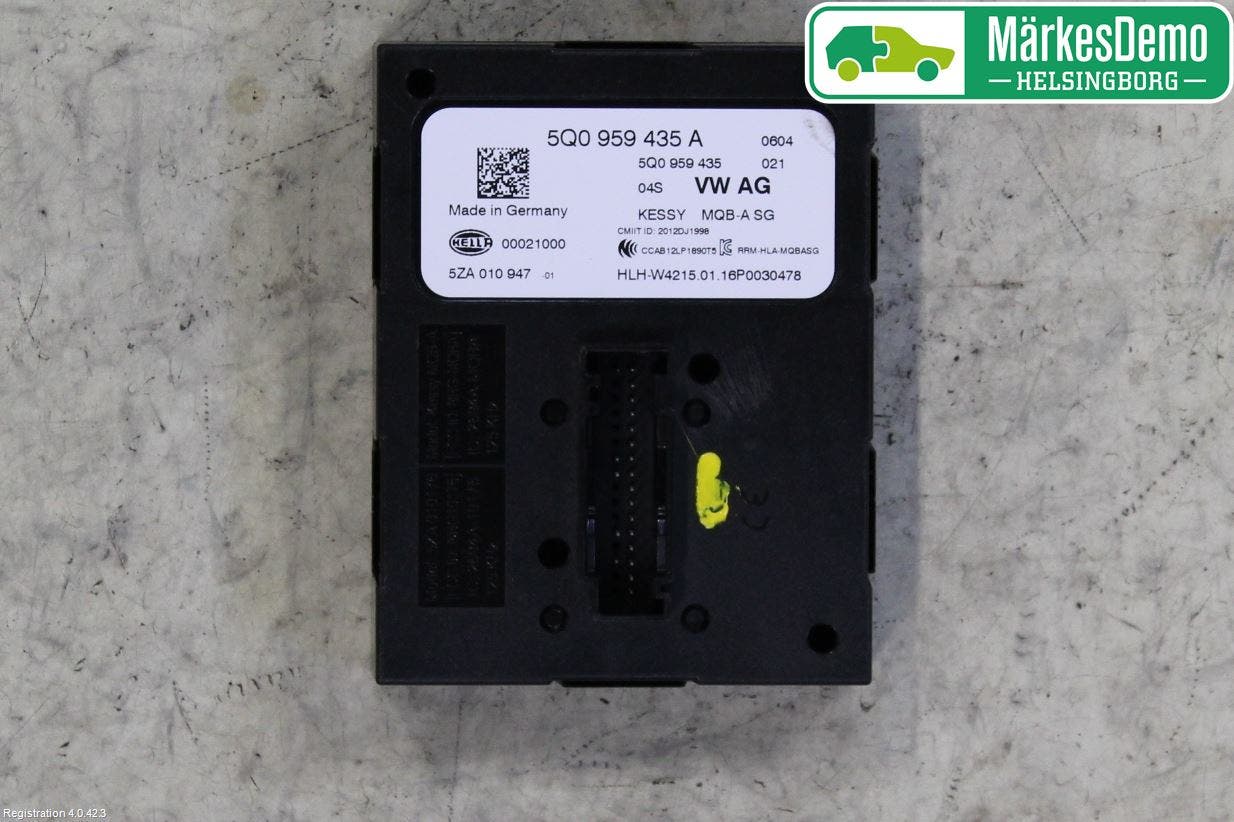 MärkesDemo
HELSINGBORG
5Q0 959 435 A 0604
5Q0 959 435 021
04S VW AG
Made in Germany
KESSY MQB-A SG
CMIIT ID: 2012DJ1998
HELLA 00021000
CCAB12LP1890T5 RRM-HLA-MQBASG
5ZA 010 947 -01
HLH-W4215.01.16P0030478
CE
Registration 4.0.42.3